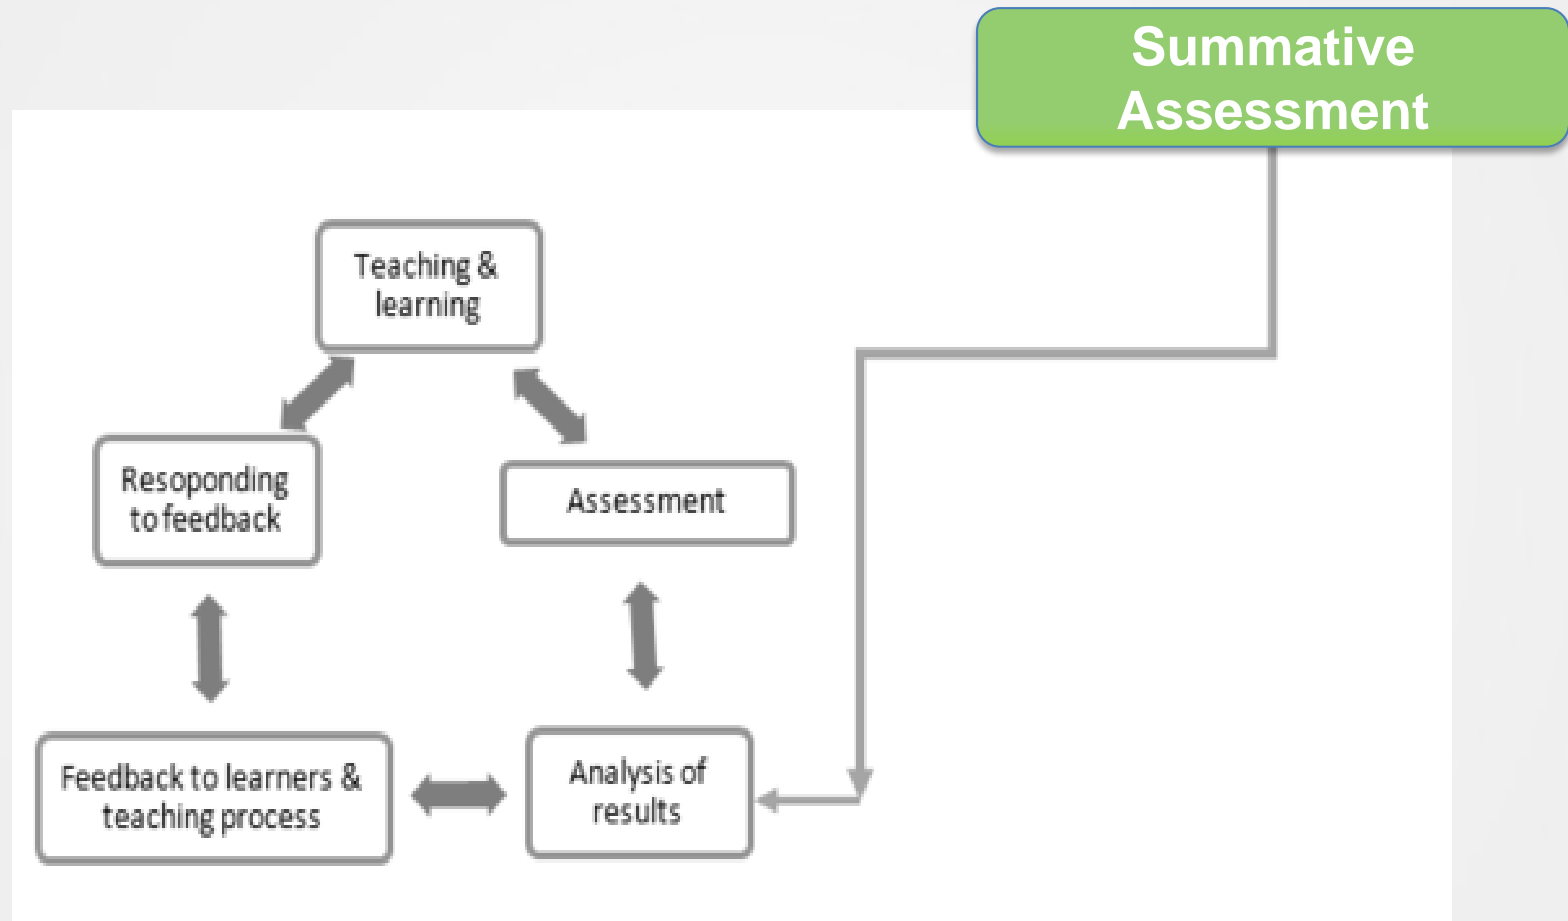 Summative
Assessment
Teaching &
learning
Resoponding
to feedback
Assessment
Feedback to learners &
teaching process
Analysis of
results